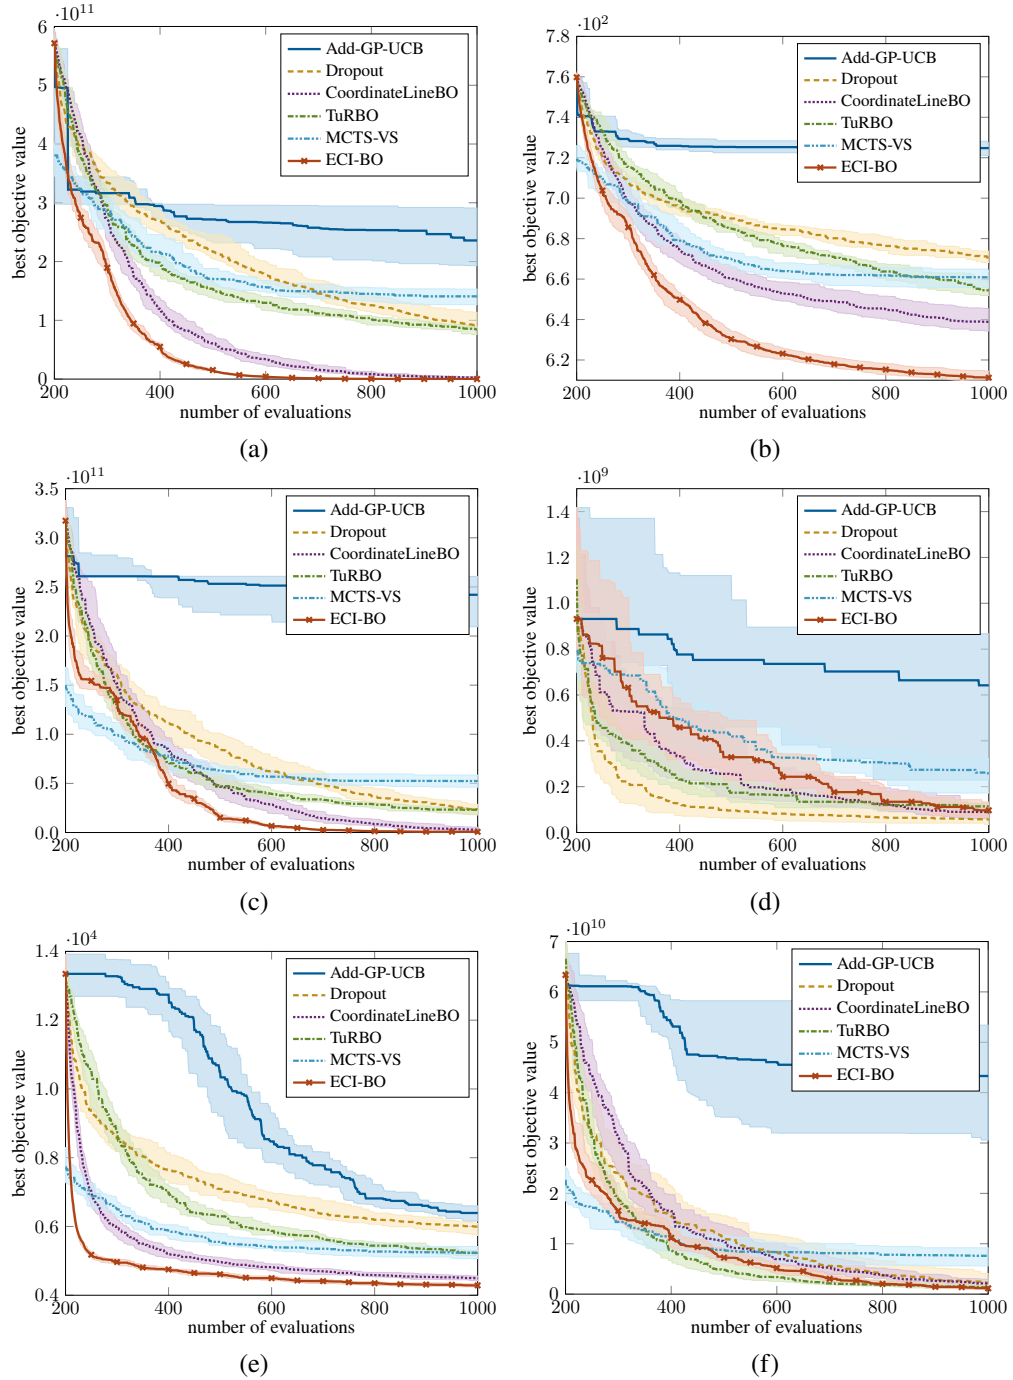 ·10^11
6
5
4
3
2
1
0
best objective value
200
400
600
800
1000
number of evaluations
Add-GP-UCB
Dropout
CoordinateLineBO
TuRBO
MCTS-VS
ECI-BO
(a)
·10^2
7.8
7.6
7.4
7.2
7.0
6.8
6.6
6.4
6.2
best objective value
200
400
600
800
1000
number of evaluations
Add-GP-UCB
Dropout
CoordinateLineBO
TuRBO
MCTS-VS
ECI-BO
(b)
·10^11
3.5
3.0
2.5
2.0
1.5
1.0
0.5
0.0
best objective value
200
400
600
800
1000
number of evaluations
Add-GP-UCB
Dropout
CoordinateLineBO
TuRBO
MCTS-VS
ECI-BO
(c)
·10^9
1.4
1.2
1.0
0.8
0.6
0.4
0.2
0.0
best objective value
200
400
600
800
1000
number of evaluations
Add-GP-UCB
Dropout
CoordinateLineBO
TuRBO
MCTS-VS
ECI-BO
(d)
·10^4
1.4
1.2
1.0
0.8
0.6
0.4
best objective value
200
400
600
800
1000
number of evaluations
Add-GP-UCB
Dropout
CoordinateLineBO
TuRBO
MCTS-VS
ECI-BO
(e)
·10^10
7
6
5
4
3
2
1
0
best objective value
200
400
600
800
1000
number of evaluations
Add-GP-UCB
Dropout
CoordinateLineBO
TuRBO
MCTS-VS
ECI-BO
(f)